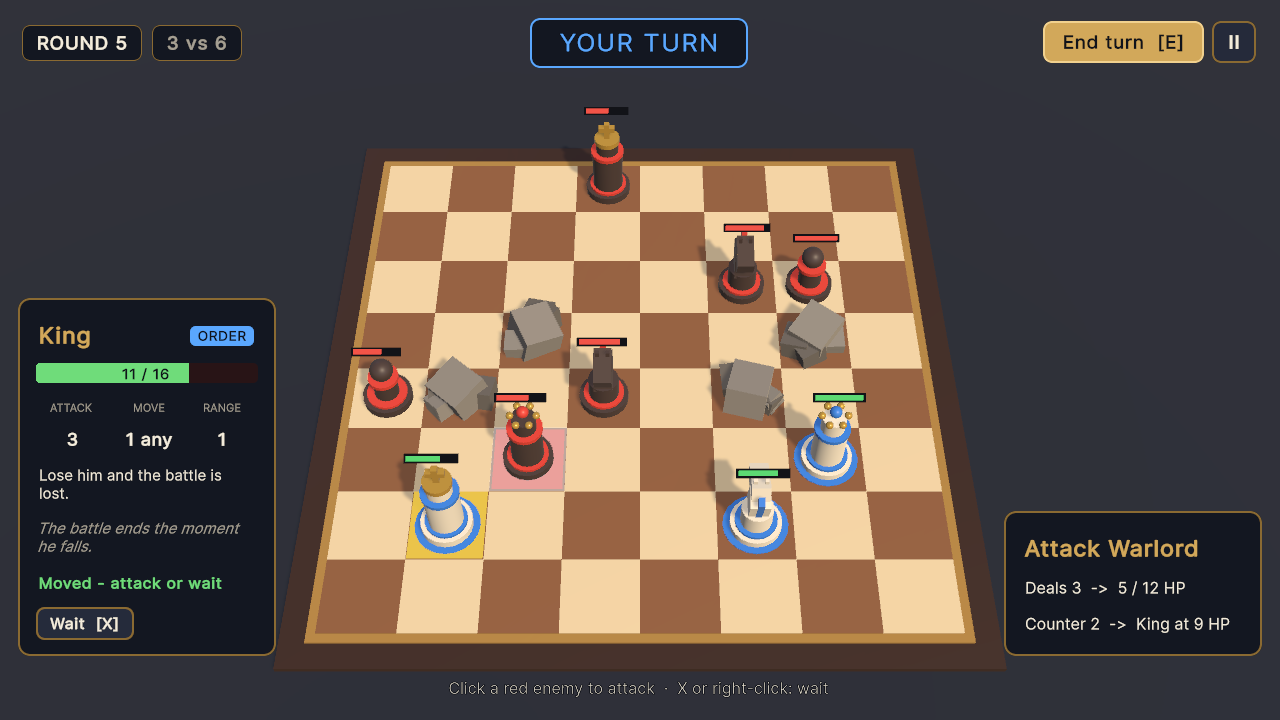 ROUND 5
3 vs 6
YOUR TURN
End turn [E]
King
ORDER
11 / 16
ATTACK MOVE RANGE
3 1 any 1
Lose him and the battle is
lost.
The battle ends the moment
he falls.
Moved - attack or wait
Wait [X]
Attack Warlord
Deals 3 -> 5 / 12 HP
Counter 2 -> King at 9 HP
Click a red enemy to attack · X or right-click: wait